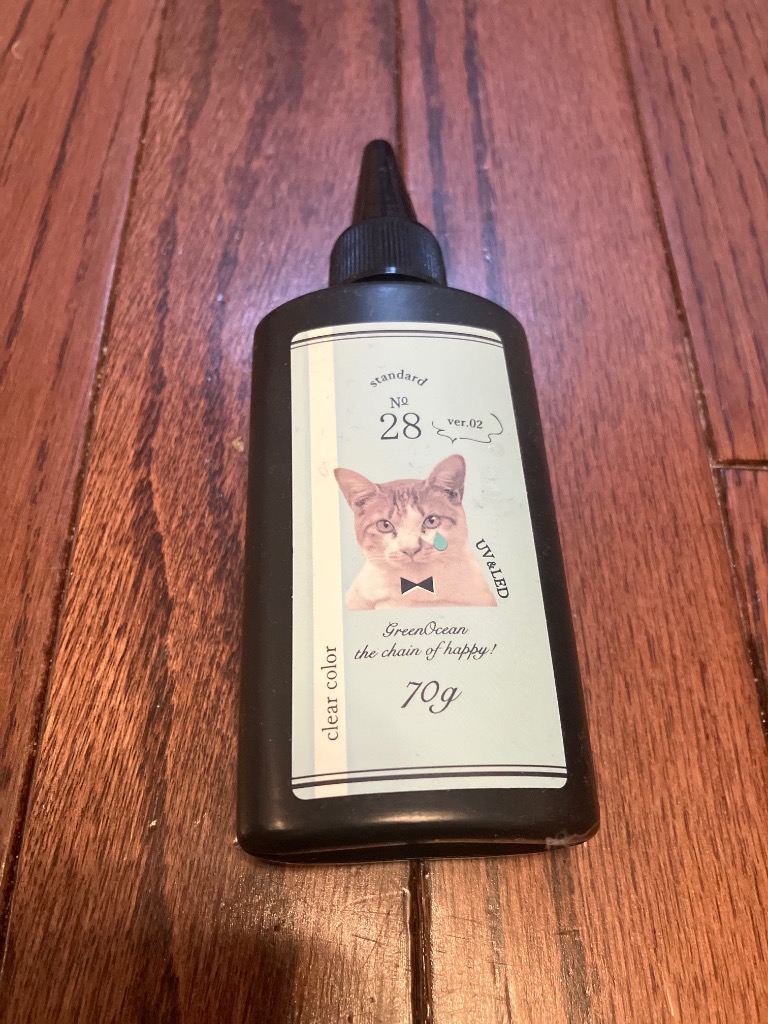 standard
№
28 ver.02
UV & LED
GreenOcean
the chain of happy!
70g
clear color